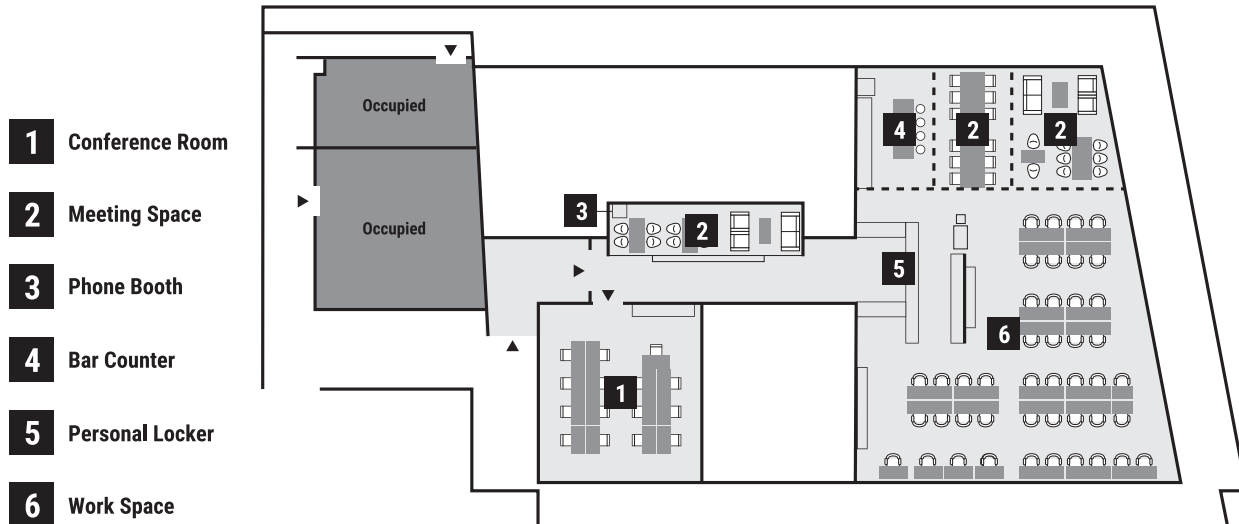 1 Conference Room
2 Meeting Space
3 Phone Booth
4 Bar Counter
5 Personal Locker
6 Work Space
Occupied
Occupied
4
2
2
3
2
5
6
1